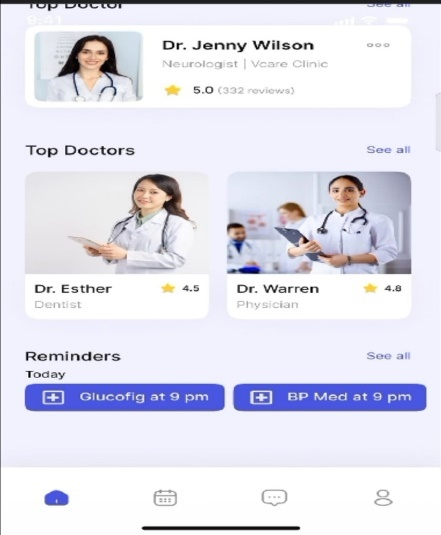 Top Doctor See all
9:41
Dr. Jenny Wilson
Neurologist | Vcare Clinic
5.0 (332 reviews)
Top Doctors See all
Dr. Esther 4.5
Dentist
Dr. Warren 4.8
Physician
Reminders See all
Today
Glucofig at 9 pm
BP Med at 9 pm